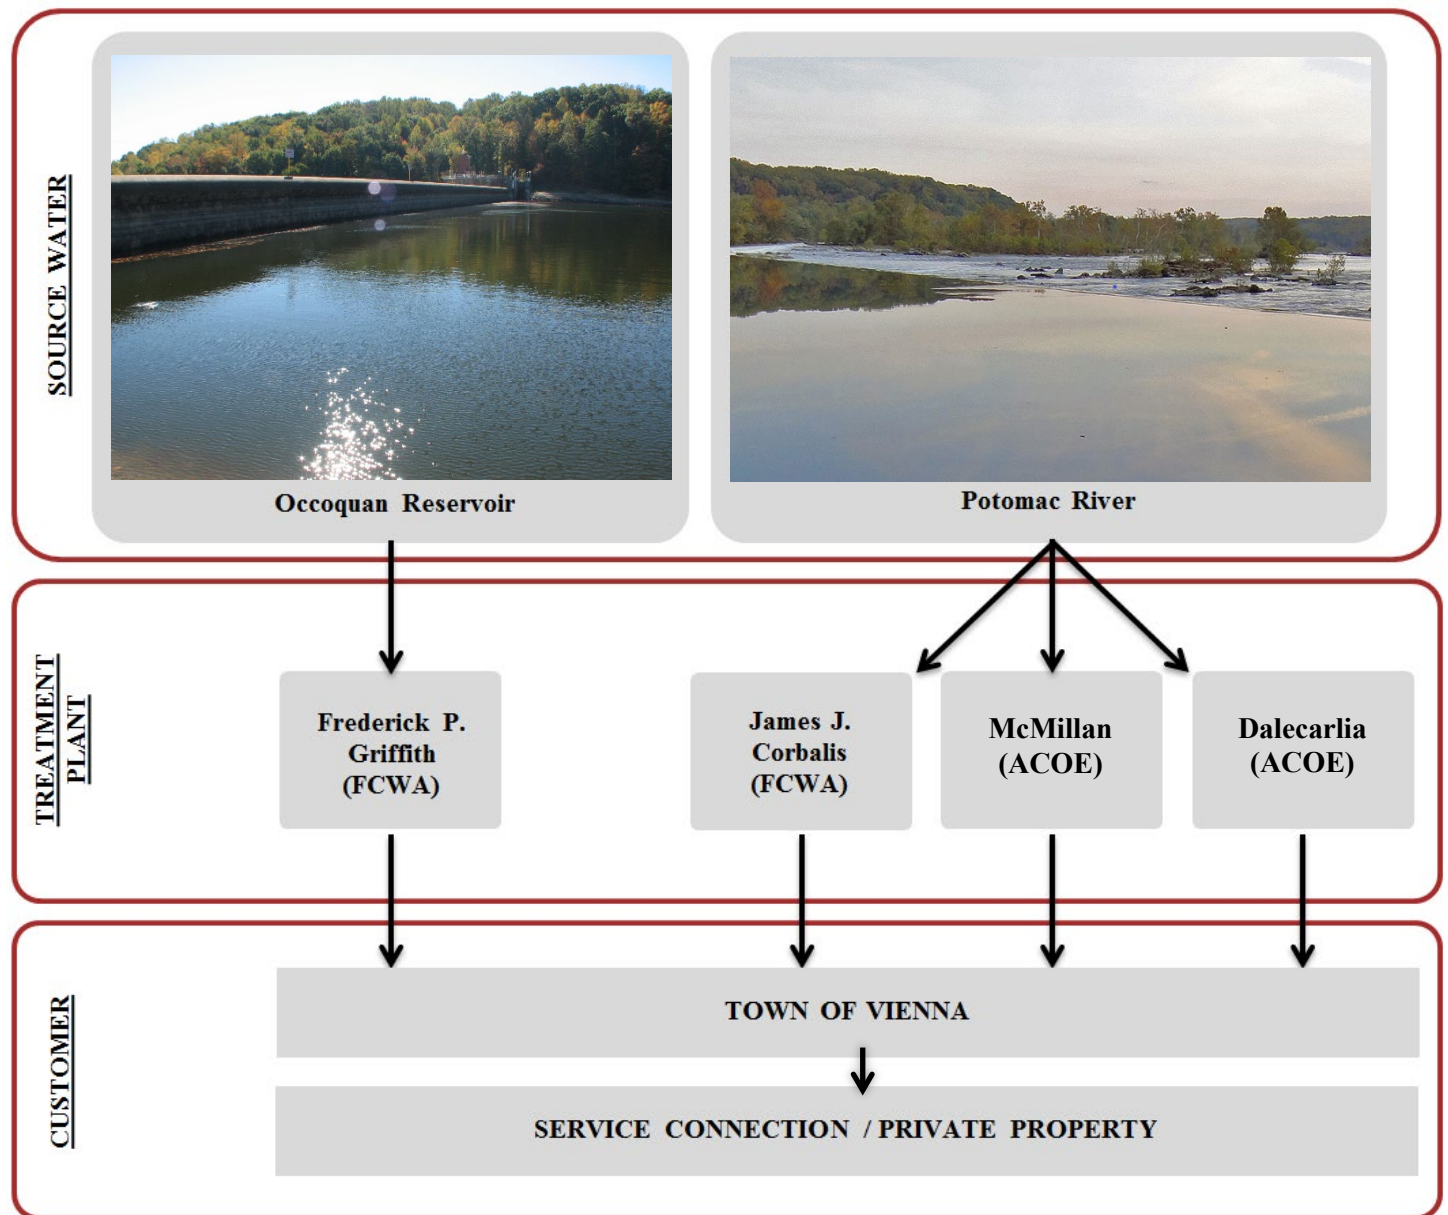 SOURCE WATER
Occoquan Reservoir
Potomac River
TREATMENT
PLANT
Frederick P.
Griffith
(FCWA)
James J.
Corbalis
(FCWA)
McMillan
(ACOE)
Dalecarlia
(ACOE)
CUSTOMER
TOWN OF VIENNA
SERVICE CONNECTION / PRIVATE PROPERTY